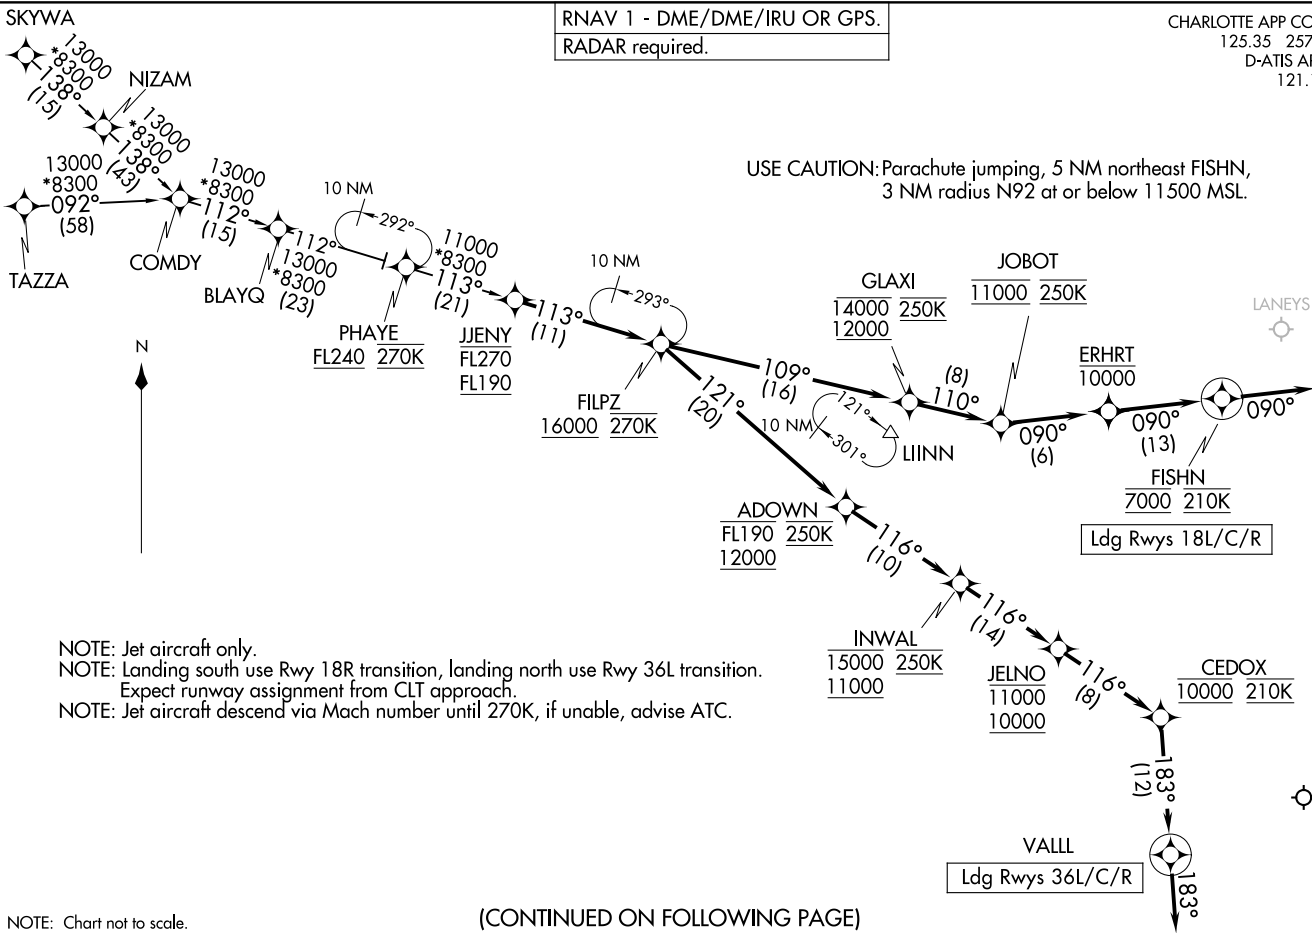 SKYWA
RNAV 1 - DME/DME/IRU OR GPS.
RADAR required.
CHARLOTTE APP CO
125.35 257
D-ATIS A
121.
13000
*8300
138°
(15)
NIZAM
13000
*8300
138°
(43)
13000
*8300
092°
(58)
TAZZA
COMDY
13000
*8300
112°
(15)
BLAYQ
112°
13000
*8300
(23)
10 NM
292°
PHAYE
FL240 270K
11000
*8300
113°
(21)
JJENY
FL270
FL190
113°
(11)
10 NM
293°
FILPZ
16000 270K
USE CAUTION: Parachute jumping, 5 NM northeast FISHN,
3 NM radius N92 at or below 11500 MSL.
109°
(16)
GLAXI
14000 250K
12000
(8)
110°
JOBOT
11000 250K
090°
(6)
ERHRT
10000
090°
(13)
LANEYS
090°
FISHN
7000 210K
Ldg Rwys 18L/C/R
N
121°
(20)
10 NM
121°
301°
LIINN
ADOWN
FL190 250K
12000
116°
(10)
INWAL
15000 250K
11000
116°
(14)
JELNO
11000
10000
116°
(8)
CEDOX
10000 210K
183°
(12)
VALLL
Ldg Rwys 36L/C/R
183°
NOTE: Jet aircraft only.
NOTE: Landing south use Rwy 18R transition, landing north use Rwy 36L transition.
Expect runway assignment from CLT approach.
NOTE: Jet aircraft descend via Mach number until 270K, if unable, advise ATC.
NOTE: Chart not to scale.
(CONTINUED ON FOLLOWING PAGE)